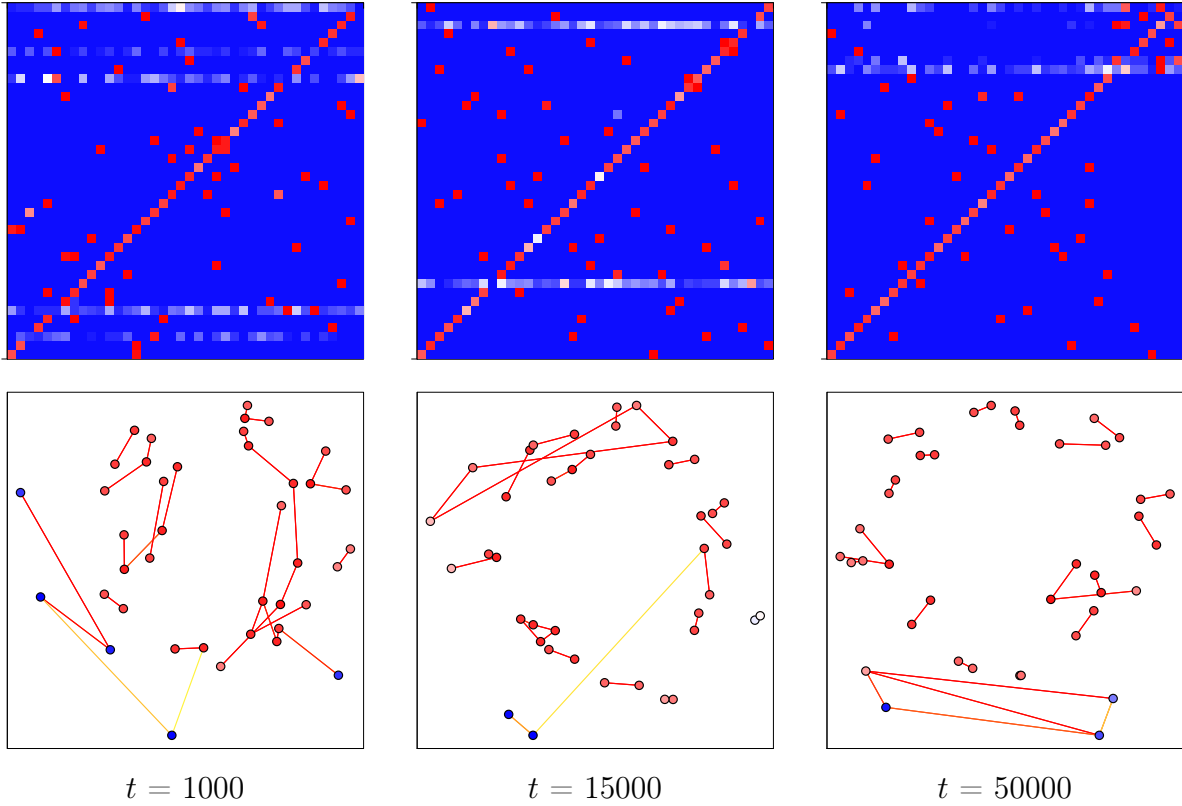 t = 1000
t = 15000
t = 50000